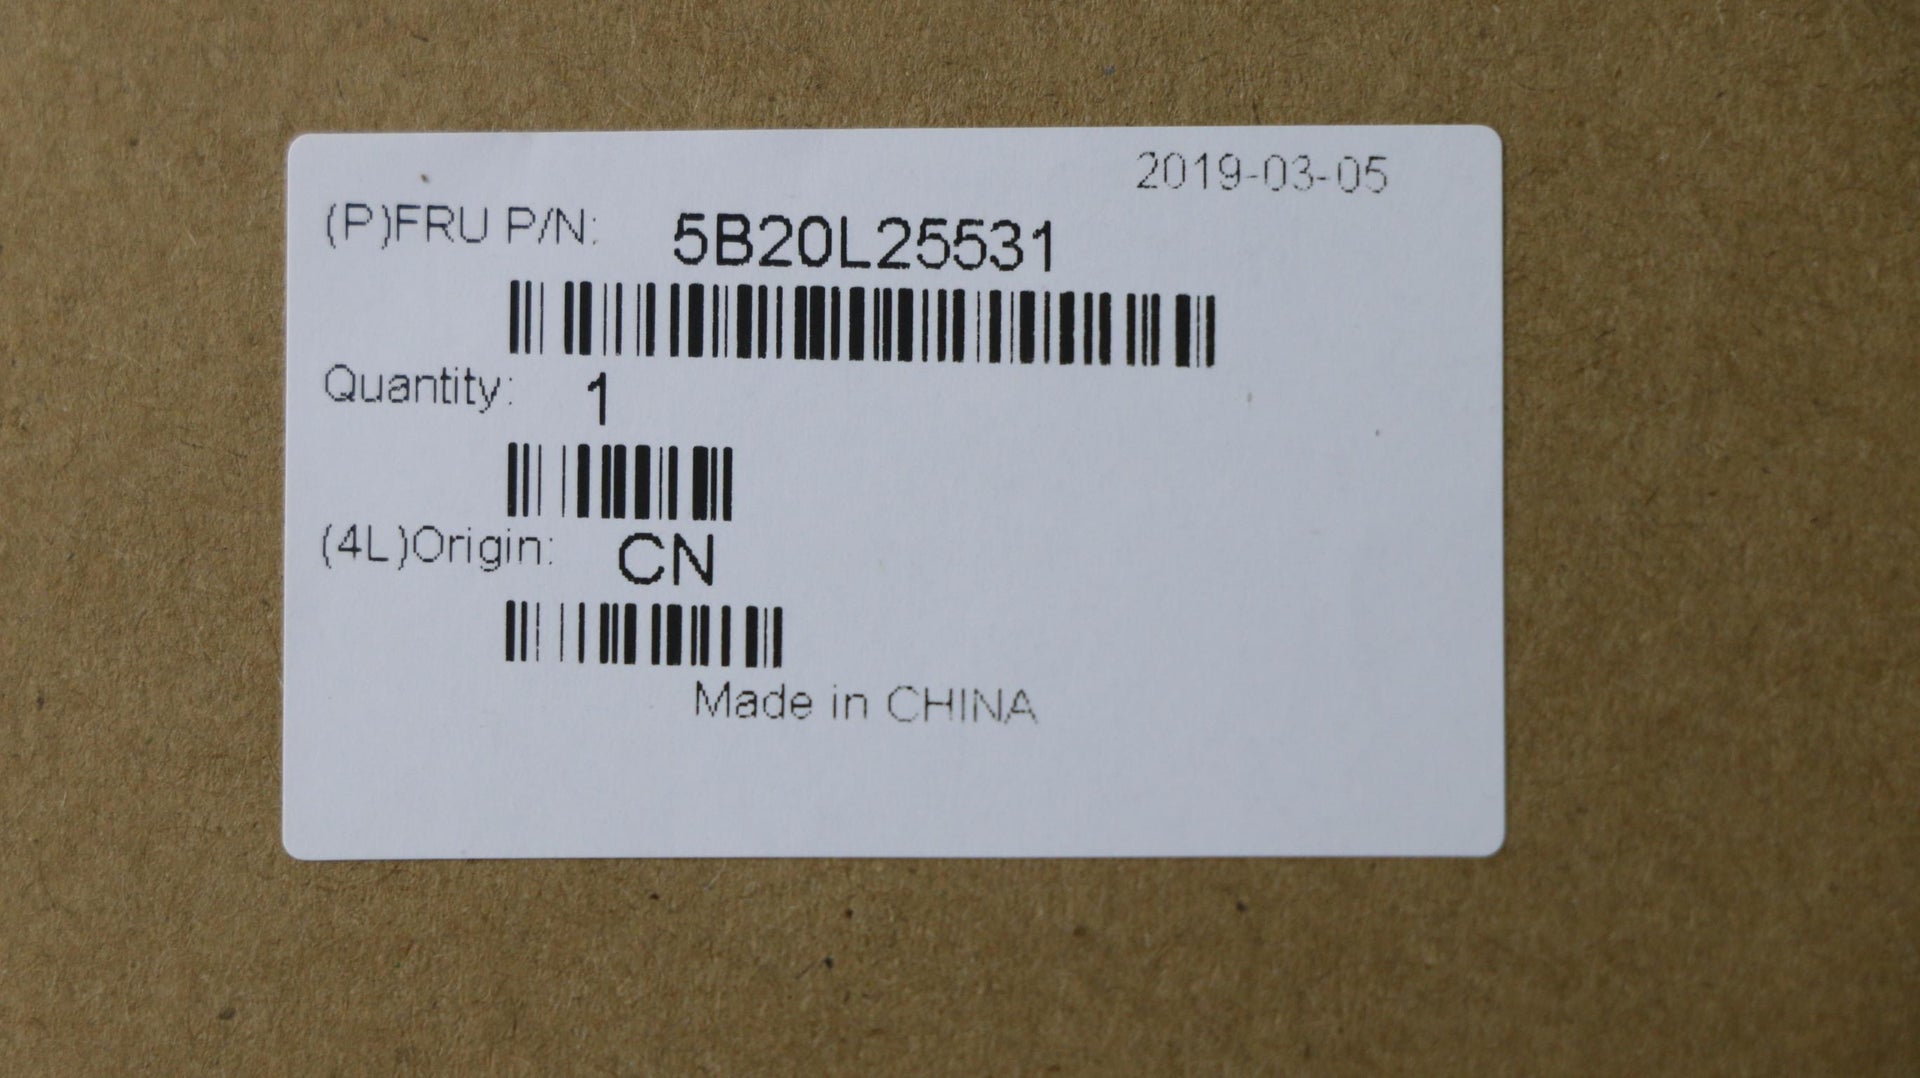 2019-03-05
(P)FRU P/N: 5B20L25531
Quantity: 1
(4L)Origin: CN
Made in CHINA